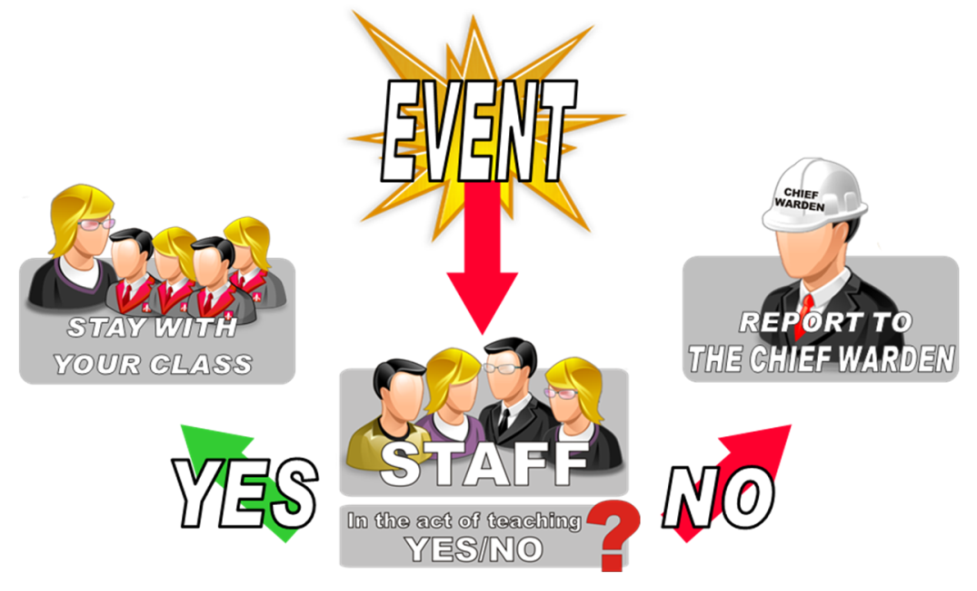 EVENT
CHIEF
WARDEN
STAY WITH
YOUR CLASS
REPORT TO
THE CHIEF WARDEN
STAFF
YES
NO
In the act of teaching
YES/NO
?